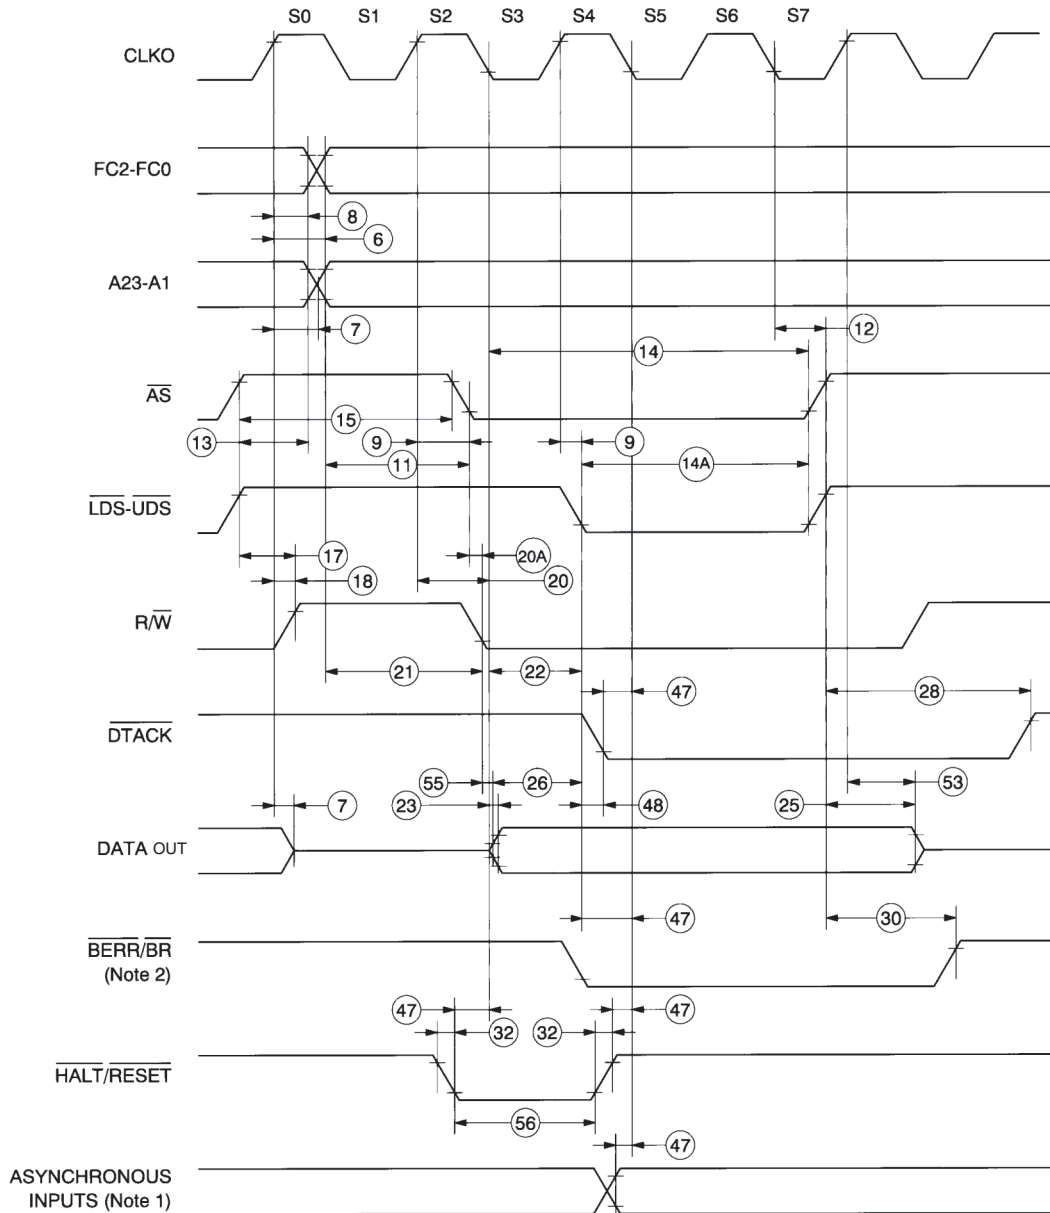 S0 S1 S2 S3 S4 S5 S6 S7
CLKO
FC2-FC0
8
6
A23-A1
7
12
14
AS
15
13
9
9
11
14A
LDS-UDS
17
20A
18
20
R/W
21
22
47
28
DTACK
55
26
53
7
23
48
25
DATA OUT
47
30
BERR/BR
(Note 2)
47
32
32
47
HALT/RESET
56
47
ASYNCHRONOUS
INPUTS (Note 1)